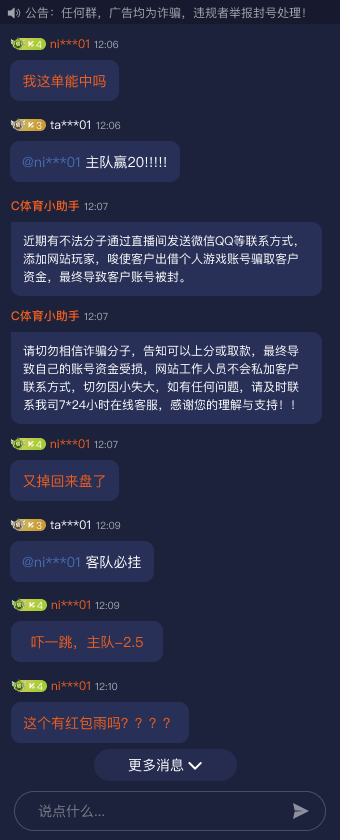 公告：任何群，广告均为诈骗，违规者举报封号处理！
K 4 ni***01 12:06
我这单能中吗
K 3 ta***01 12:06
@ni***01 主队赢20!!!!!
C体育小助手 12:07
近期有不法分子通过直播间发送微信QQ等联系方式，
添加网站玩家，唆使客户出借个人游戏账号骗取客户
资金，最终导致客户账号被封。
C体育小助手 12:07
请切勿相信诈骗分子，告知可以上分或取款，最终导
致自己的账号资金受损，网站工作人员不会私加客户
联系方式，切勿因小失大，如有任何问题，请及时联
系我司7*24小时在线客服，感谢您的理解与支持！！
K 4 ni***01 12:07
又掉回来盘了
K 3 ta***01 12:09
@ni***01 客队必挂
K 4 ni***01 12:09
吓一跳，主队-2.5
K 4 ni***01 12:10
这个有红包雨吗？？？？
更多消息
说点什么...